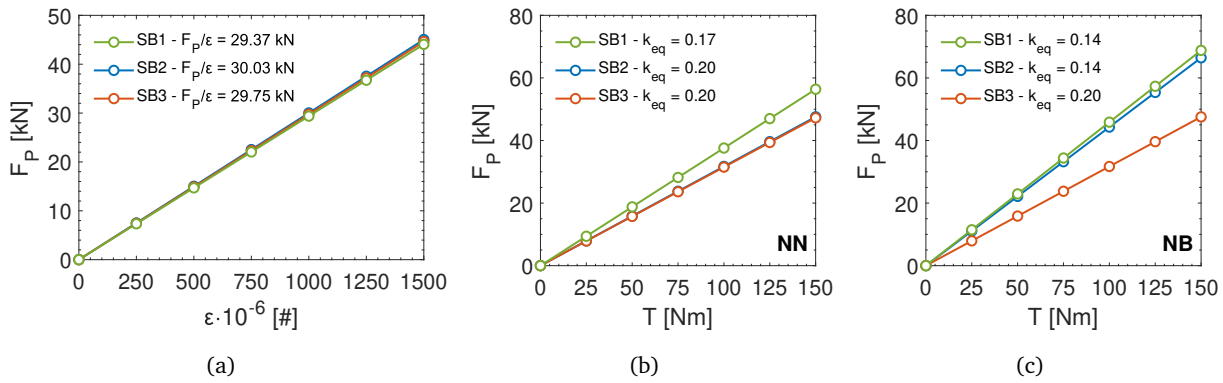 50
40
30
20
10
0
F_P [kN]
SB1 - F_P/ε = 29.37 kN
SB2 - F_P/ε = 30.03 kN
SB3 - F_P/ε = 29.75 kN
0 250 500 750 1000 1250 1500
ε·10^-6 [#]
(a)
80
60
40
20
0
F_P [kN]
SB1 - k_eq = 0.17
SB2 - k_eq = 0.20
SB3 - k_eq = 0.20
NN
0 25 50 75 100 125 150
T [Nm]
(b)
80
60
40
20
0
F_P [kN]
SB1 - k_eq = 0.14
SB2 - k_eq = 0.14
SB3 - k_eq = 0.20
NB
0 25 50 75 100 125 150
T [Nm]
(c)